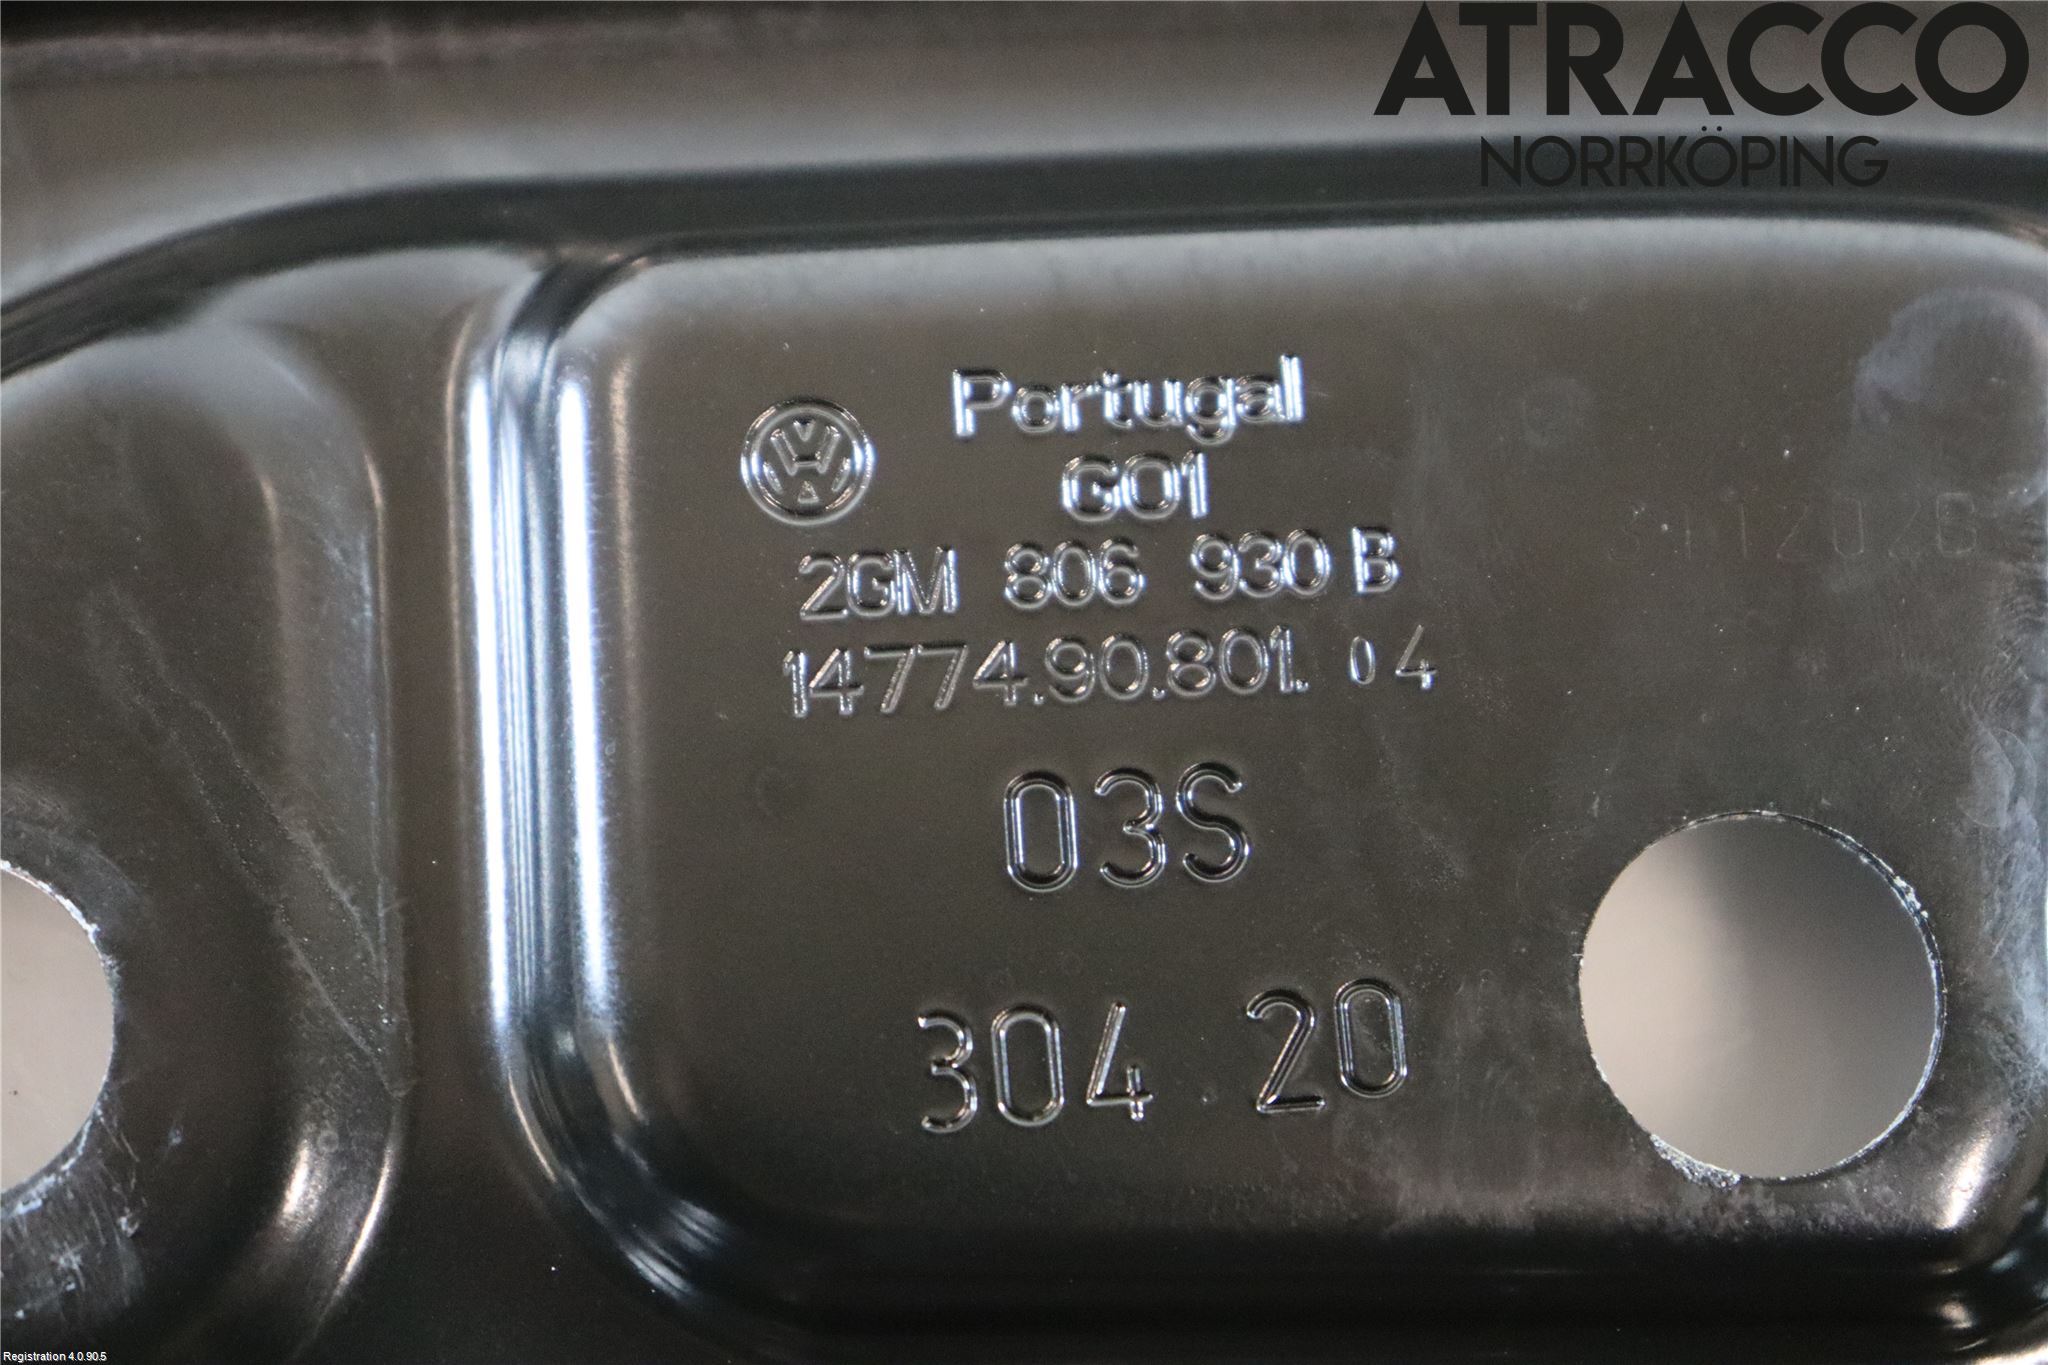 ATRACCO
NORRKÖPING
Portugal
G01
2GM 806 930 B
14774.90.801. 04
03S
304 20
Registration 4.0.90.5